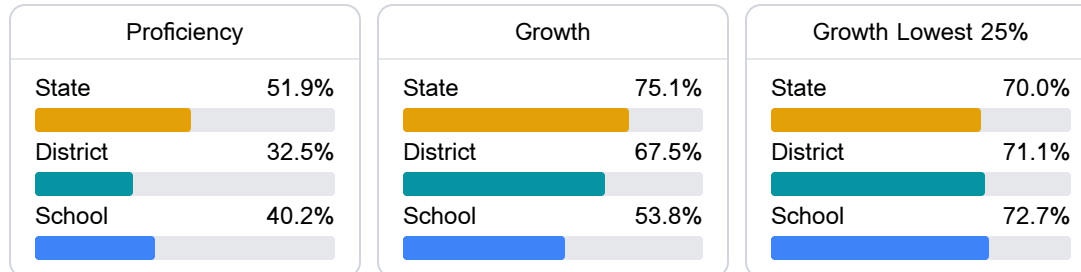 Proficiency
State 51.9%
District 32.5%
School 40.2%
Growth
State 75.1%
District 67.5%
School 53.8%
Growth Lowest 25%
State 70.0%
District 71.1%
School 72.7%